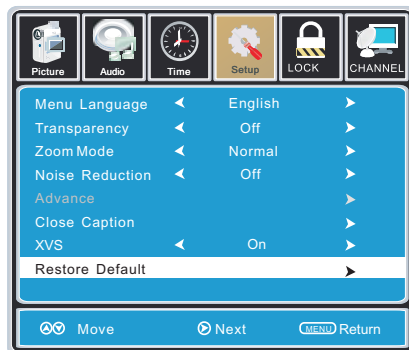 Picture Audio Time Setup LOCK CHANNEL
Menu Language English
Transparency Off
Zoom Mode Normal
Noise Reduction Off
Advance
Close Caption
XVS On
Restore Default
Move Next MENU Return